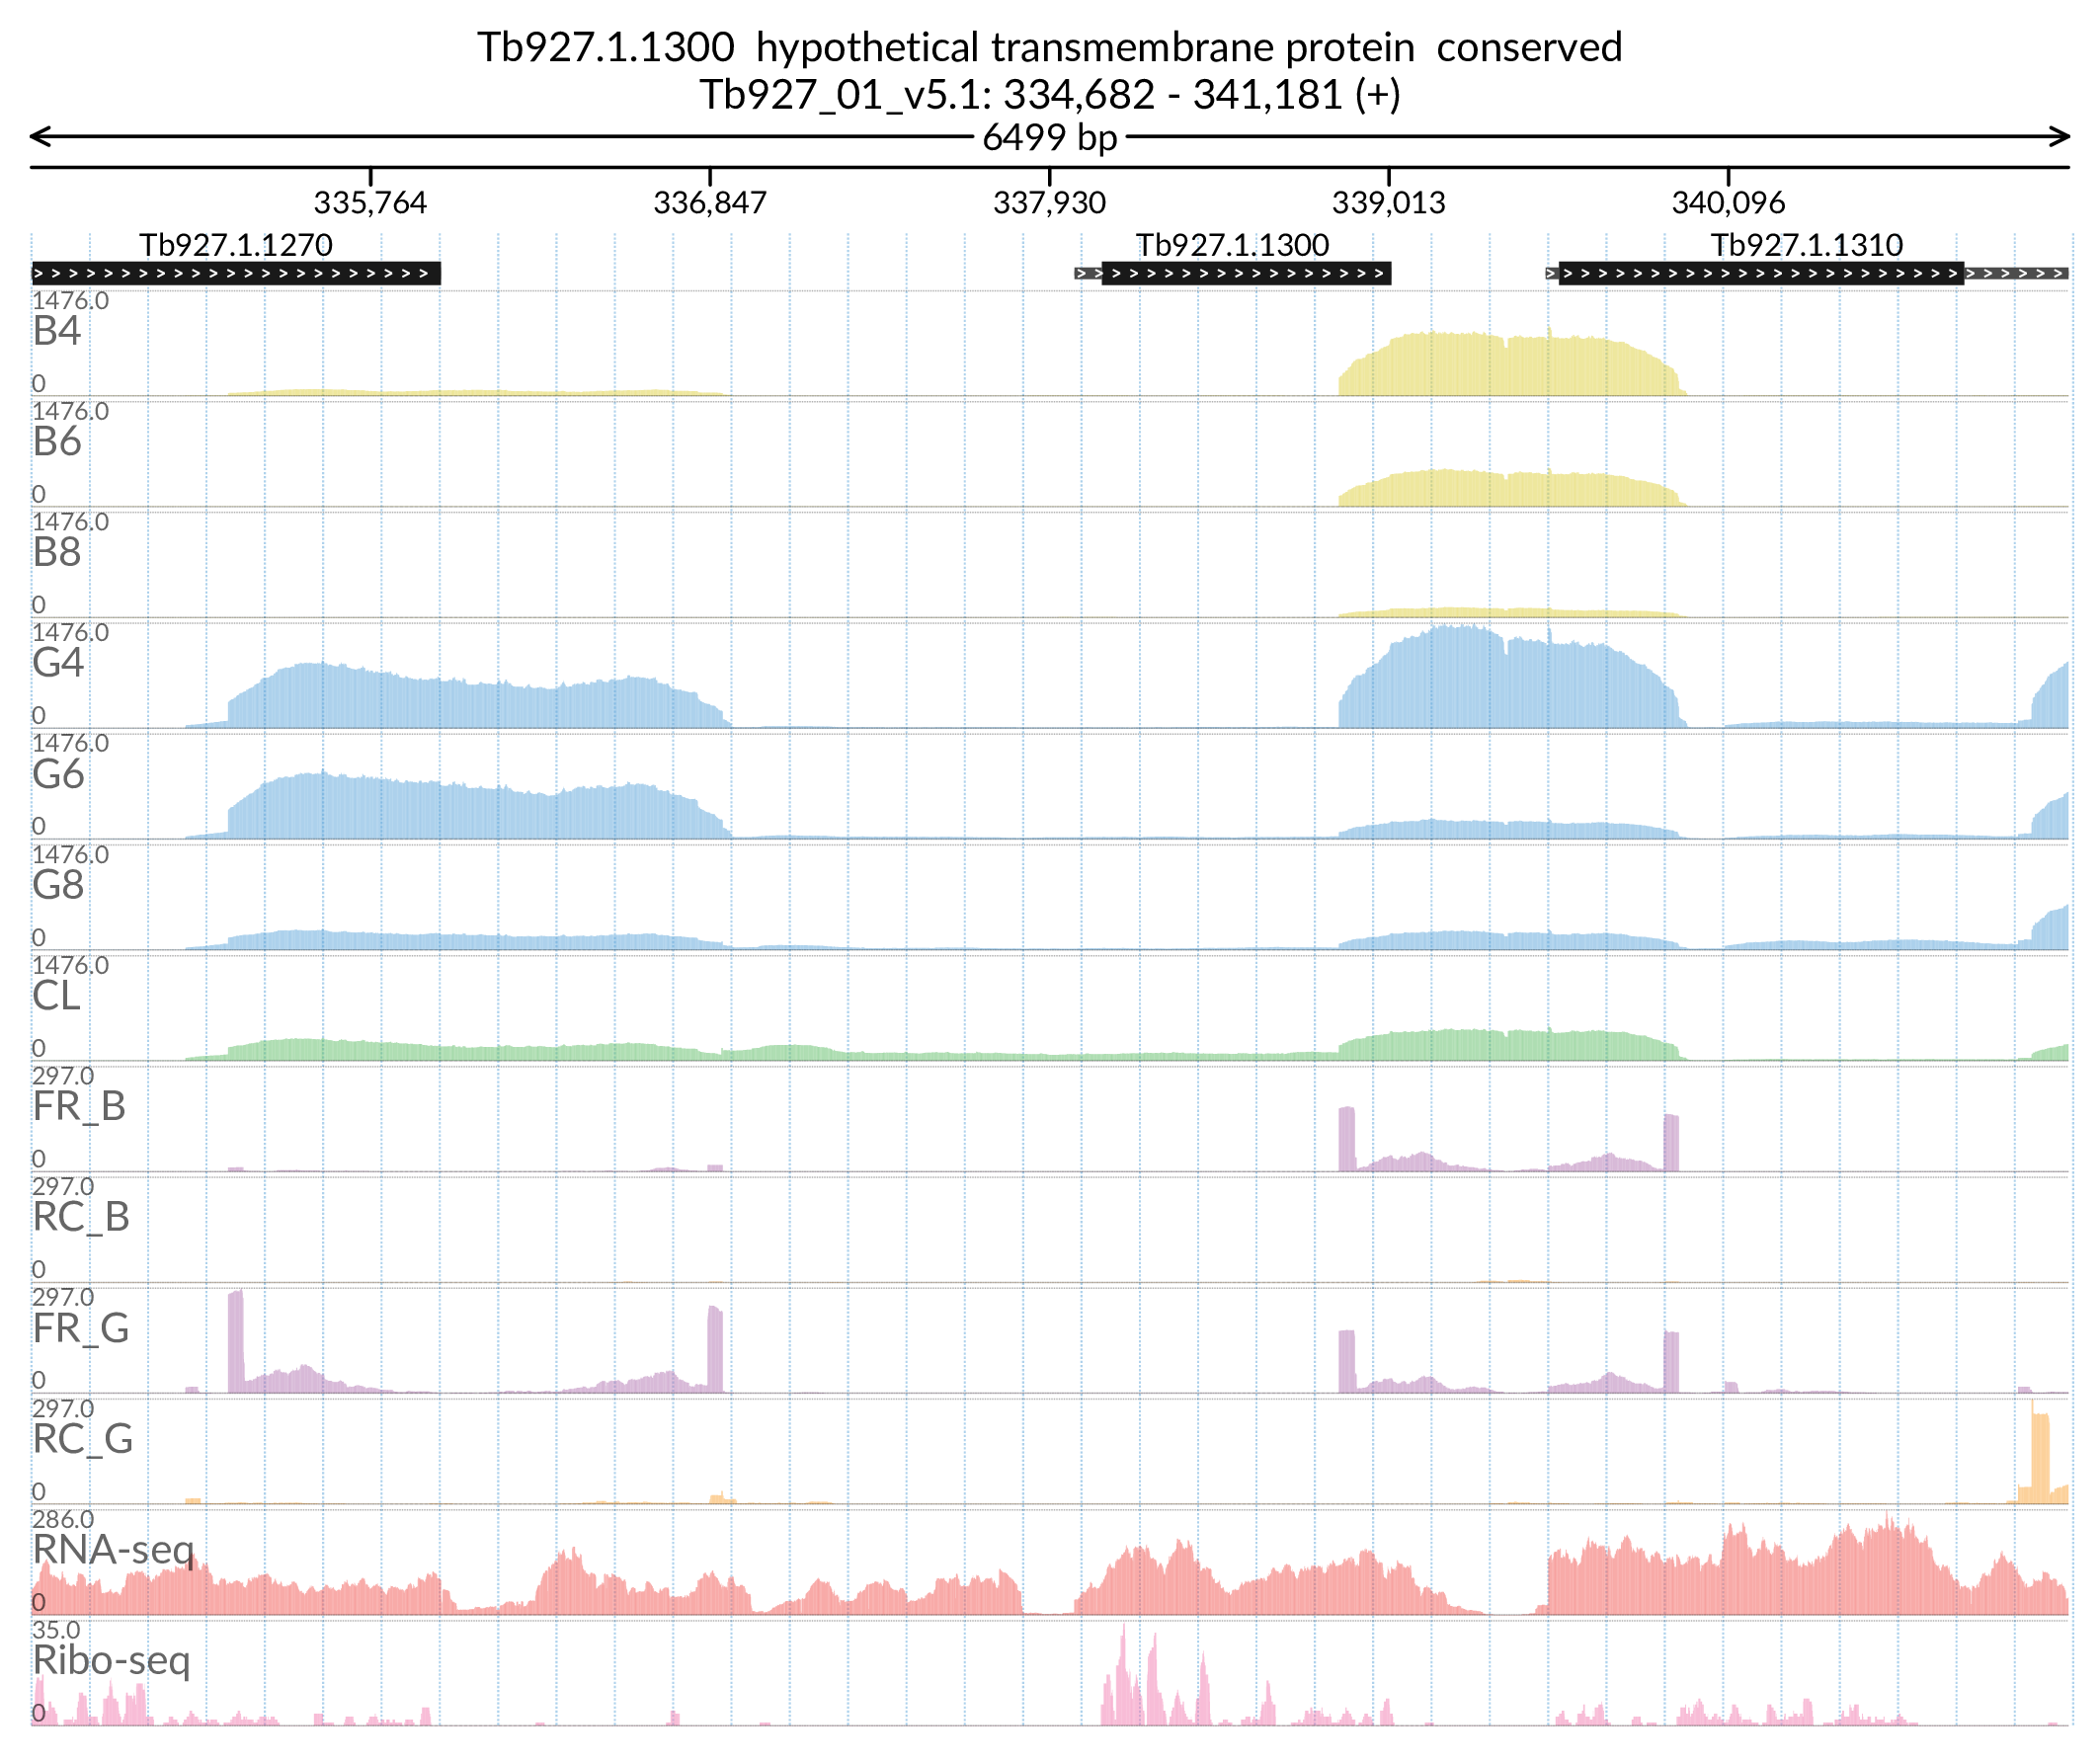 Tb927.1.1300 hypothetical transmembrane protein conserved
Tb927_01_v5.1: 334,682 - 341,181 (+)
6499 bp
335,764 336,847 337,930 339,013 340,096
Tb927.1.1270 Tb927.1.1300 Tb927.1.1310
1476.0
B4
0
1476.0
B6
0
1476.0
B8
0
1476.0
G4
0
1476.0
G6
0
1476.0
G8
0
1476.0
CL
0
297.0
FR_B
0
297.0
RC_B
0
297.0
FR_G
0
297.0
RC_G
0
286.0
RNA-seq
0
35.0
Ribo-seq
0